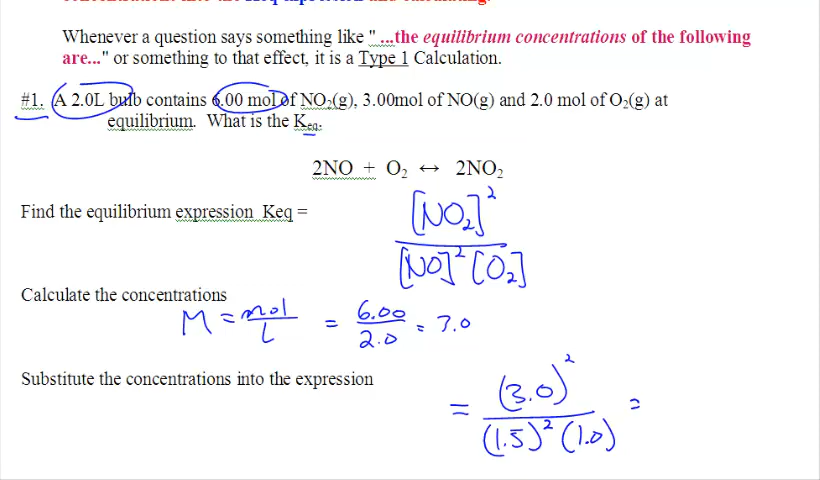 Whenever a question says something like " ...the equilibrium concentrations of the following
are..." or something to that effect, it is a Type 1 Calculation.
#1. A 2.0L bulb contains 6.00 mol of NO₂(g), 3.00mol of NO(g) and 2.0 mol of O₂(g) at
equilibrium. What is the Keq.
2NO + O₂ ↔ 2NO₂
Find the equilibrium expression Keq =
[NO₂]²
[NO]² [O₂]
Calculate the concentrations
M = mol/L = 6.00/2.0 = 3.0
Substitute the concentrations into the expression
= (3.0)² / (1.5)² (1.0) =